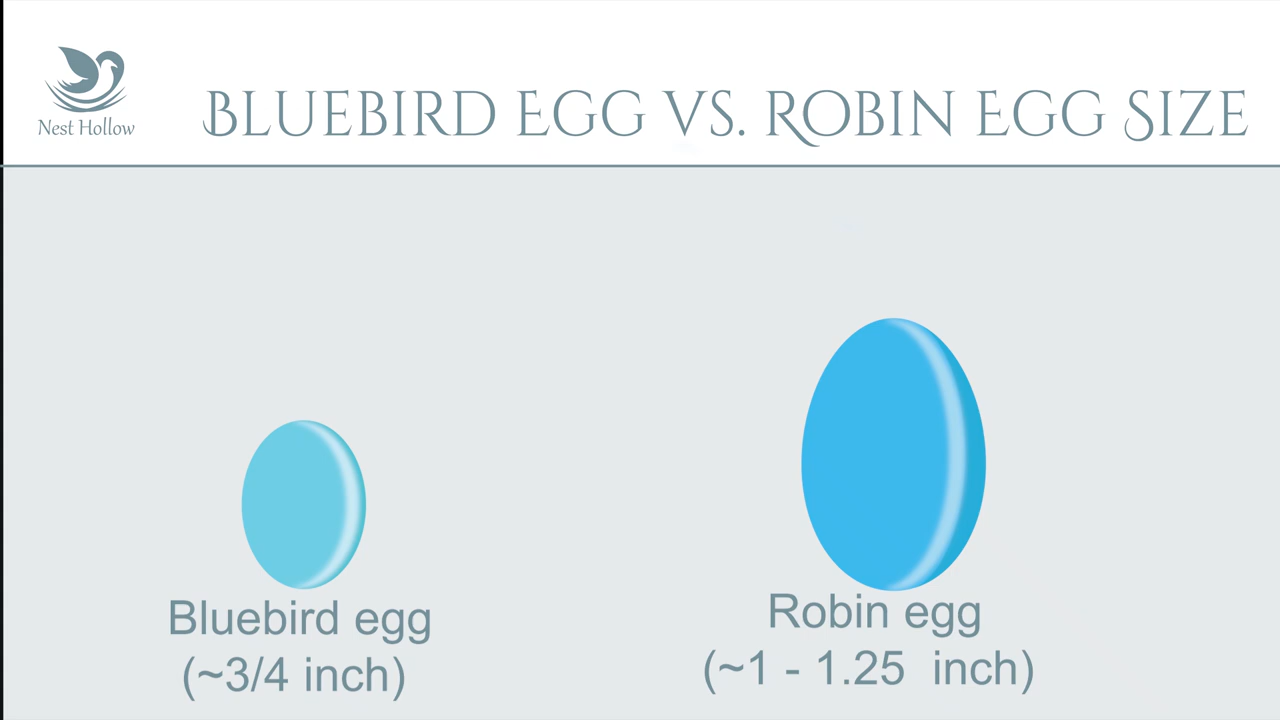 Nest Hollow
Bluebird Egg vs. Robin Egg Size
Bluebird egg
(~3/4 inch)
Robin egg
(~1 - 1.25 inch)